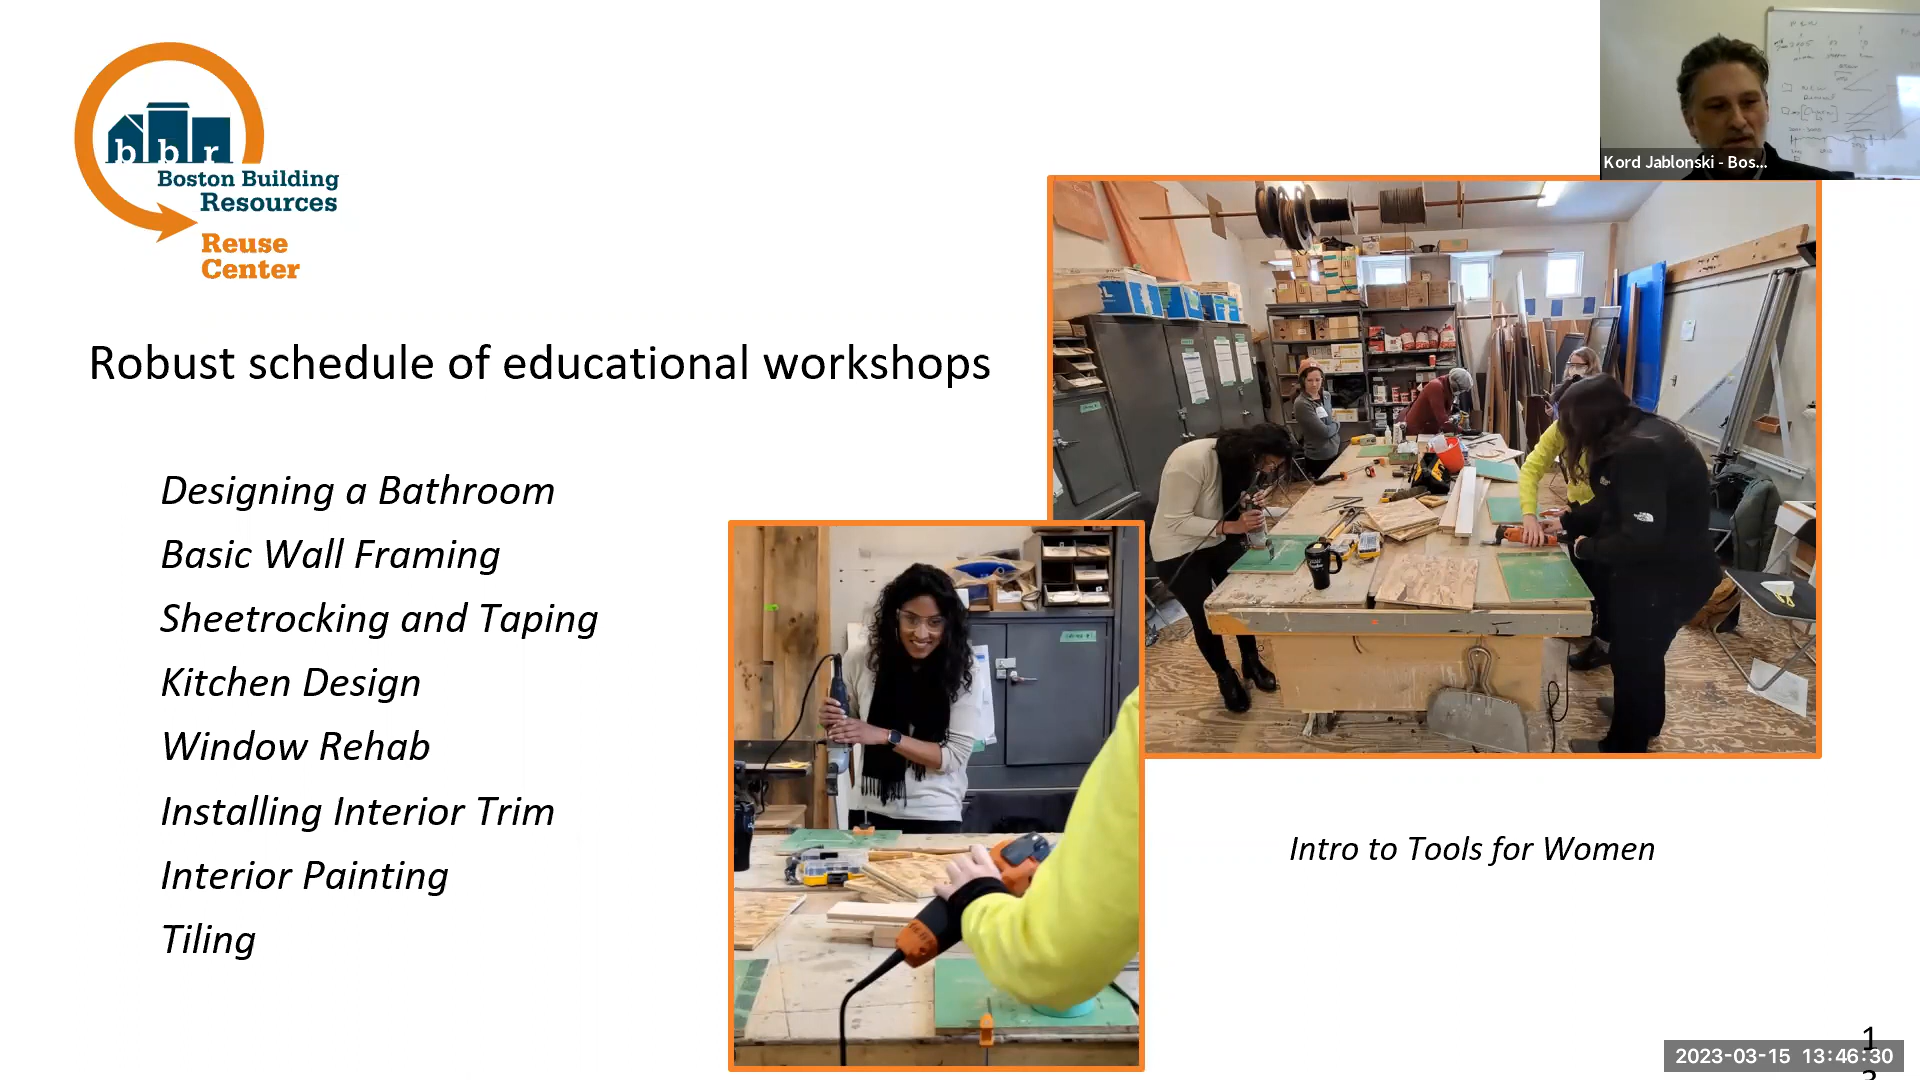 bbr
Boston Building
Resources
Reuse
Center
Kord Jablonski - Bos...
Robust schedule of educational workshops
Designing a Bathroom
Basic Wall Framing
Sheetrocking and Taping
Kitchen Design
Window Rehab
Installing Interior Trim
Interior Painting
Tiling
Intro to Tools for Women
1
2023-03-15 13:46:30